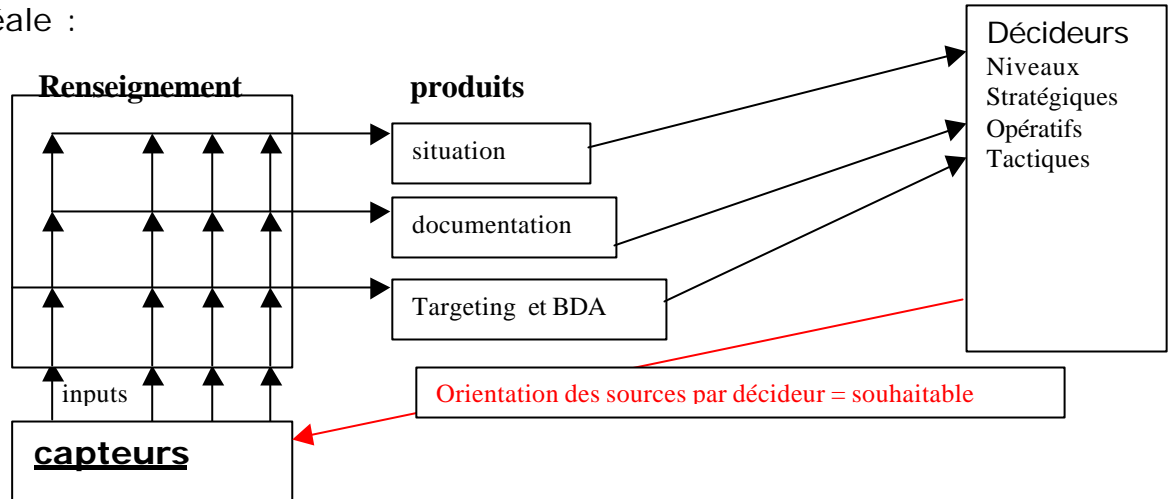 éale :
Renseignement
produits
situation
documentation
Targeting et BDA
Décideurs
Niveaux
Stratégiques
Opératifs
Tactiques
inputs
Orientation des sources par décideur = souhaitable
capteurs